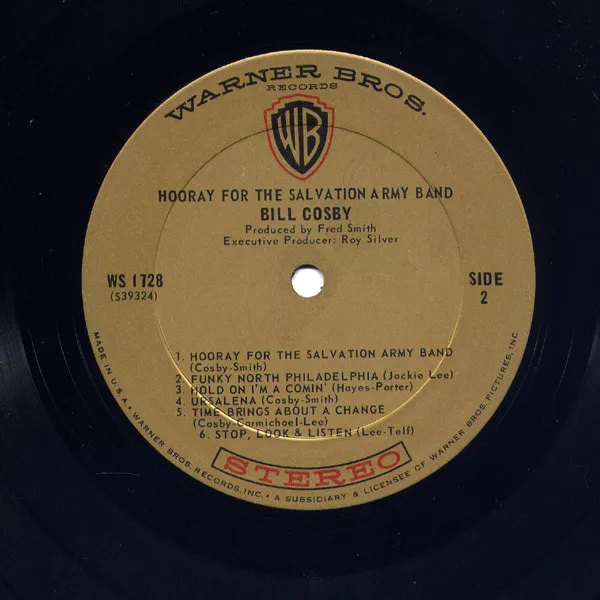 WARNER BROS.
RECORDS
WB
HOORAY FOR THE SALVATION ARMY BAND
BILL COSBY
Produced by Fred Smith
Executive Producer: Roy Silver
WS 1728
(S39324)
SIDE
2
1. HOORAY FOR THE SALVATION ARMY BAND
(Cosby-Smith)
2. FUNKY NORTH PHILADELPHIA (Jackie Lee)
3. HOLD ON I'M A COMIN' (Hayes-Porter)
4. URSALENA (Cosby-Smith)
5. TIME BRINGS ABOUT A CHANGE
(Cosby-Carmichael-Lee)
6. STOP, LOOK & LISTEN (Lee-Telf)
STEREO
MADE IN U.S.A. • WARNER BROS. RECORDS, INC. • A SUBSIDIARY & LICENSEE OF WARNER BROS. PICTURES, INC.